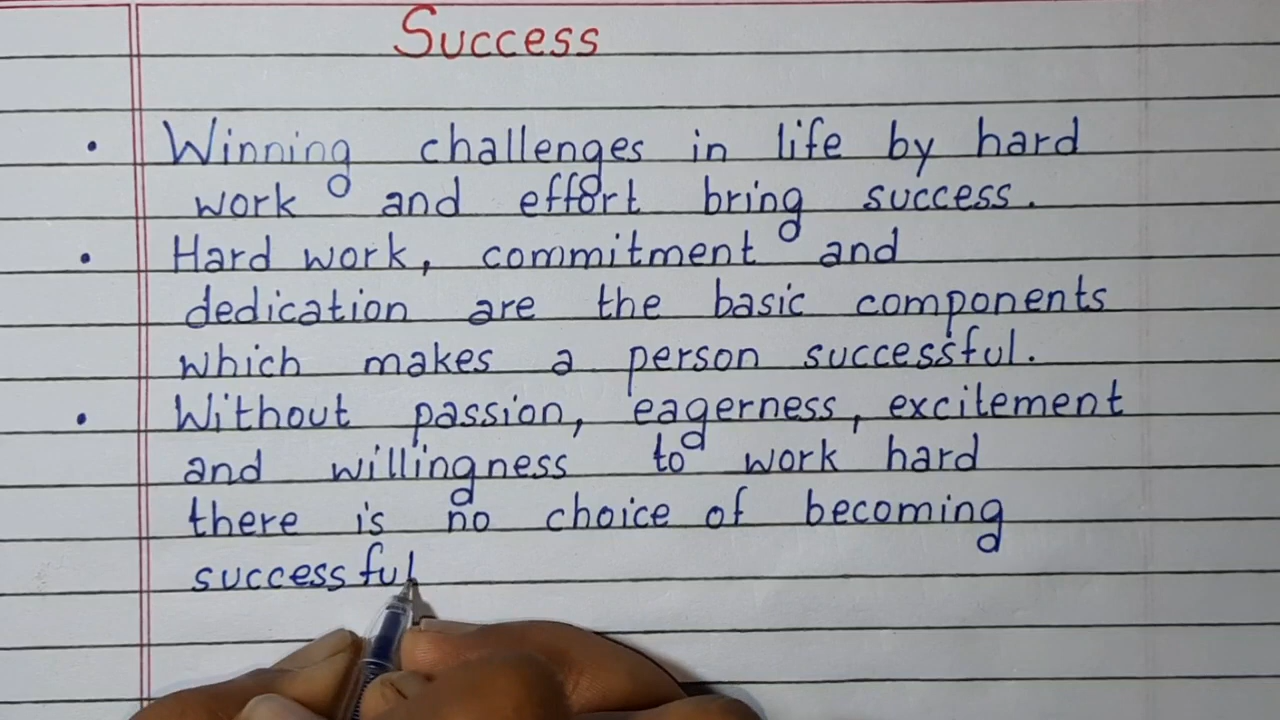 Success
• Winning challenges in life by hard
work and effort bring success.
• Hard work, commitment and
dedication are the basic components
which makes a person successful.
• Without passion, eagerness, excitement
and willingness to work hard
there is no choice of becoming
successful